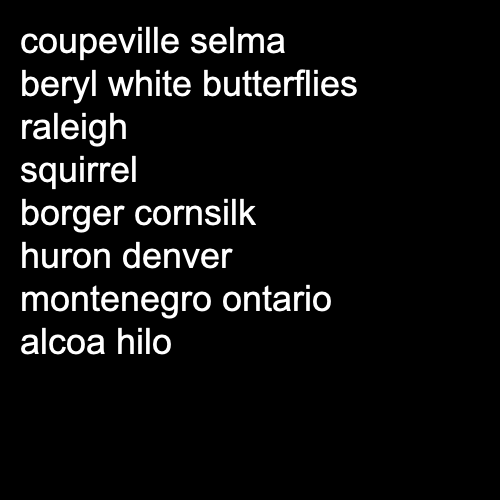 coupeville selma
beryl white butterflies
raleigh
squirrel
borger cornsilk
huron denver
montenegro ontario
alcoa hilo